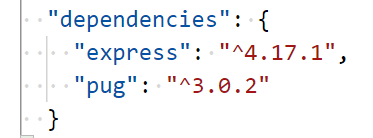 "dependencies": {
"express": "^4.17.1",
"pug": "^3.0.2"
}